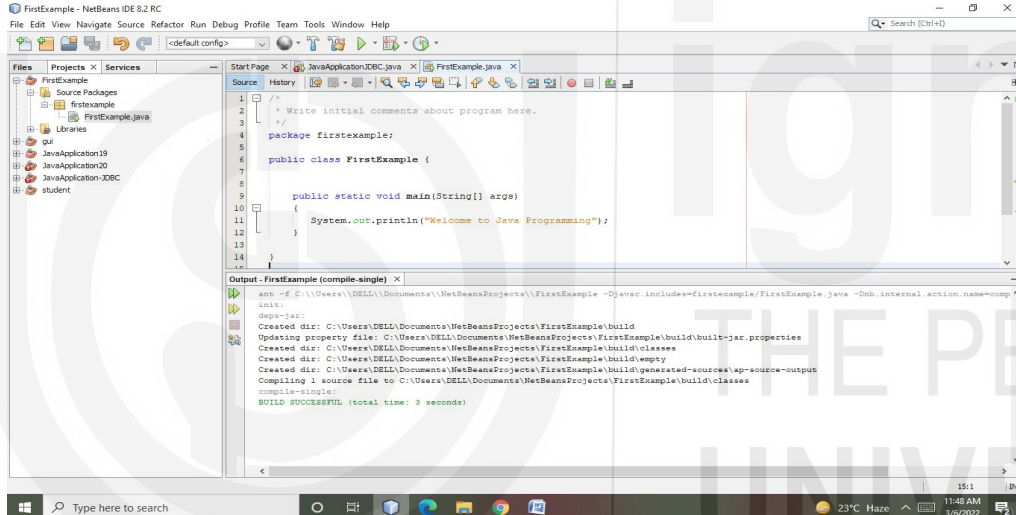 FirstExample - NetBeans IDE 8.2 RC
File Edit View Navigate Source Refactor Run Debug Profile Team Tools Window Help
Search (Ctrl+I)
<default config>
Files Projects Services
FirstExample
Source Packages
firstexample
FirstExample.java
Libraries
gui
JavaApplication19
JavaApplication20
JavaApplication-JDBC
student
Start Page JavaApplicationJDBC.java FirstExample.java
Source History
1 /*
2 * Write initial comments about program here.
3 */
4 package firstexample;
5
6 public class FirstExample {
7
8
9 public static void main(String[] args)
10 {
11 System.out.println("Welcome to Java Programming");
12 }
13
14 }
15
Output - FirstExample (compile-single)
ant -f C:\\Users\\DELL\\Documents\\NetBeansProjects\\FirstExample -Djavac.includes=firstexample/FirstExample.java -Dnb.internal.action.name=comp
init:
deps-jar:
Created dir: C:\Users\DELL\Documents\NetBeansProjects\FirstExample\build
Updating property file: C:\Users\DELL\Documents\NetBeansProjects\FirstExample\build\built-jar.properties
Created dir: C:\Users\DELL\Documents\NetBeansProjects\FirstExample\build\classes
Created dir: C:\Users\DELL\Documents\NetBeansProjects\FirstExample\build\empty
Created dir: C:\Users\DELL\Documents\NetBeansProjects\FirstExample\build\generated-sources\ap-source-output
Compiling 1 source file to C:\Users\DELL\Documents\NetBeansProjects\FirstExample\build\classes
compile-single:
BUILD SUCCESSFUL (total time: 3 seconds)
15:1
Type here to search
23°C Haze
11:48 AM
3/6/2022
ign
THE PE
UNIVE